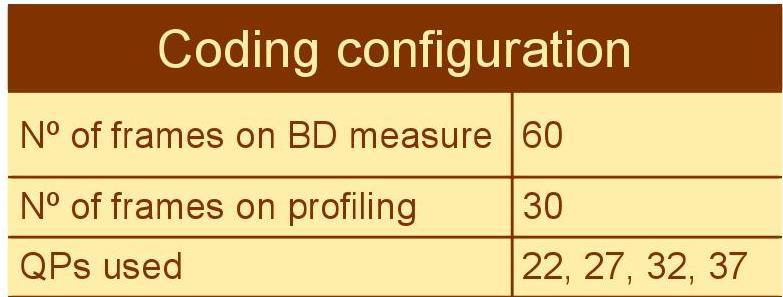 Coding configuration
Nº of frames on BD measure 60
Nº of frames on profiling 30
QPs used 22, 27, 32, 37